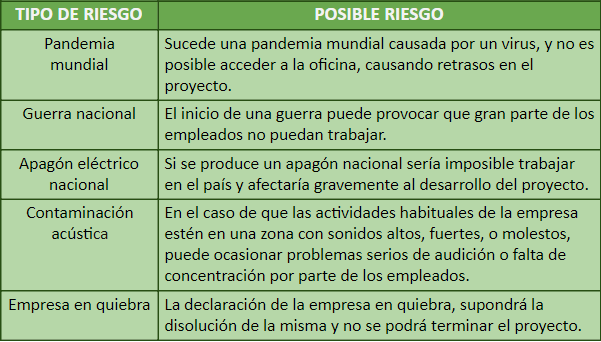 TIPO DE RIESGO POSIBLE RIESGO
Pandemia
mundial
Sucede una pandemia mundial causada por un virus, y no es
posible acceder a la oficina, causando retrasos en el
proyecto.
Guerra nacional
El inicio de una guerra puede provocar que gran parte de los
empleados no puedan trabajar.
Apagón eléctrico
nacional
Si se produce un apagón nacional sería imposible trabajar
en el país y afectaría gravemente al desarrollo del proyecto.
Contaminación
acústica
En el caso de que las actividades habituales de la empresa
estén en una zona con sonidos altos, fuertes, o molestos,
puede ocasionar problemas serios de audición o falta de
concentración por parte de los empleados.
Empresa en quiebra
La declaración de la empresa en quiebra, supondrá la
disolución de la misma y no se podrá terminar el proyecto.